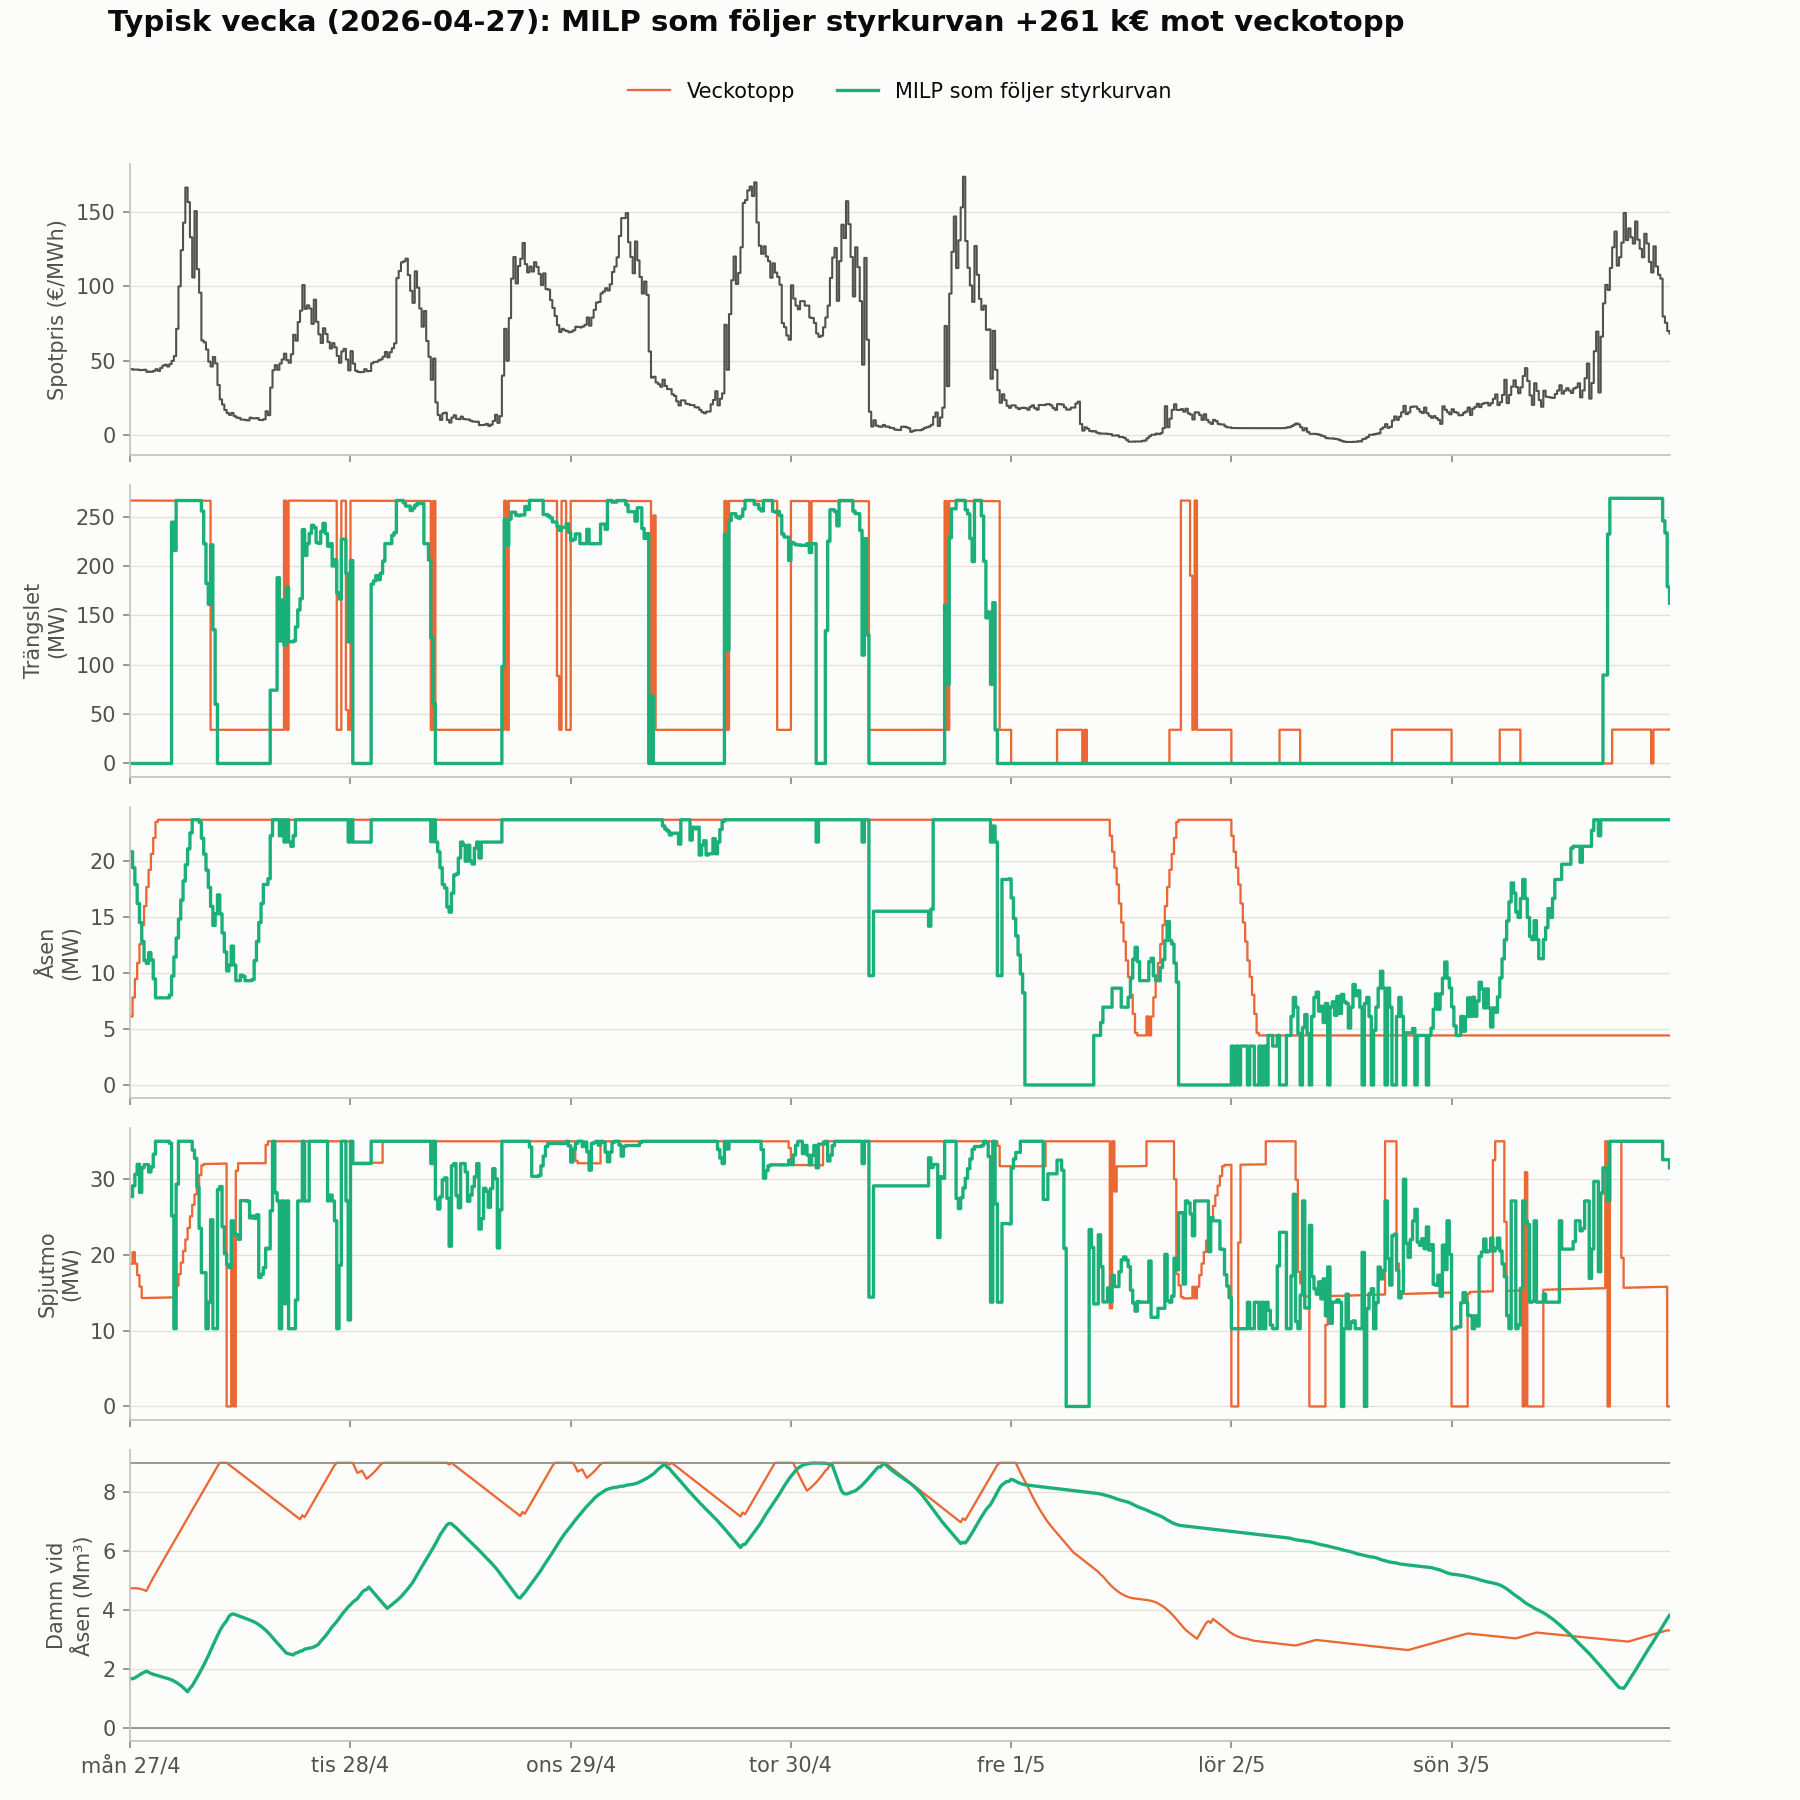 Typisk vecka (2026-04-27): MILP som följer styrkurvan +261 k€ mot veckotopp
Veckotopp
MILP som följer styrkurvan
Spotpris (€/MWh)
150
100
50
0
Trängslet
(MW)
250
200
150
100
50
0
Åsen
(MW)
20
15
10
5
0
Spjutmo
(MW)
30
20
10
0
Damm vid
Åsen (Mm³)
8
6
4
2
0
mån 27/4
tis 28/4
ons 29/4
tor 30/4
fre 1/5
lör 2/5
sön 3/5